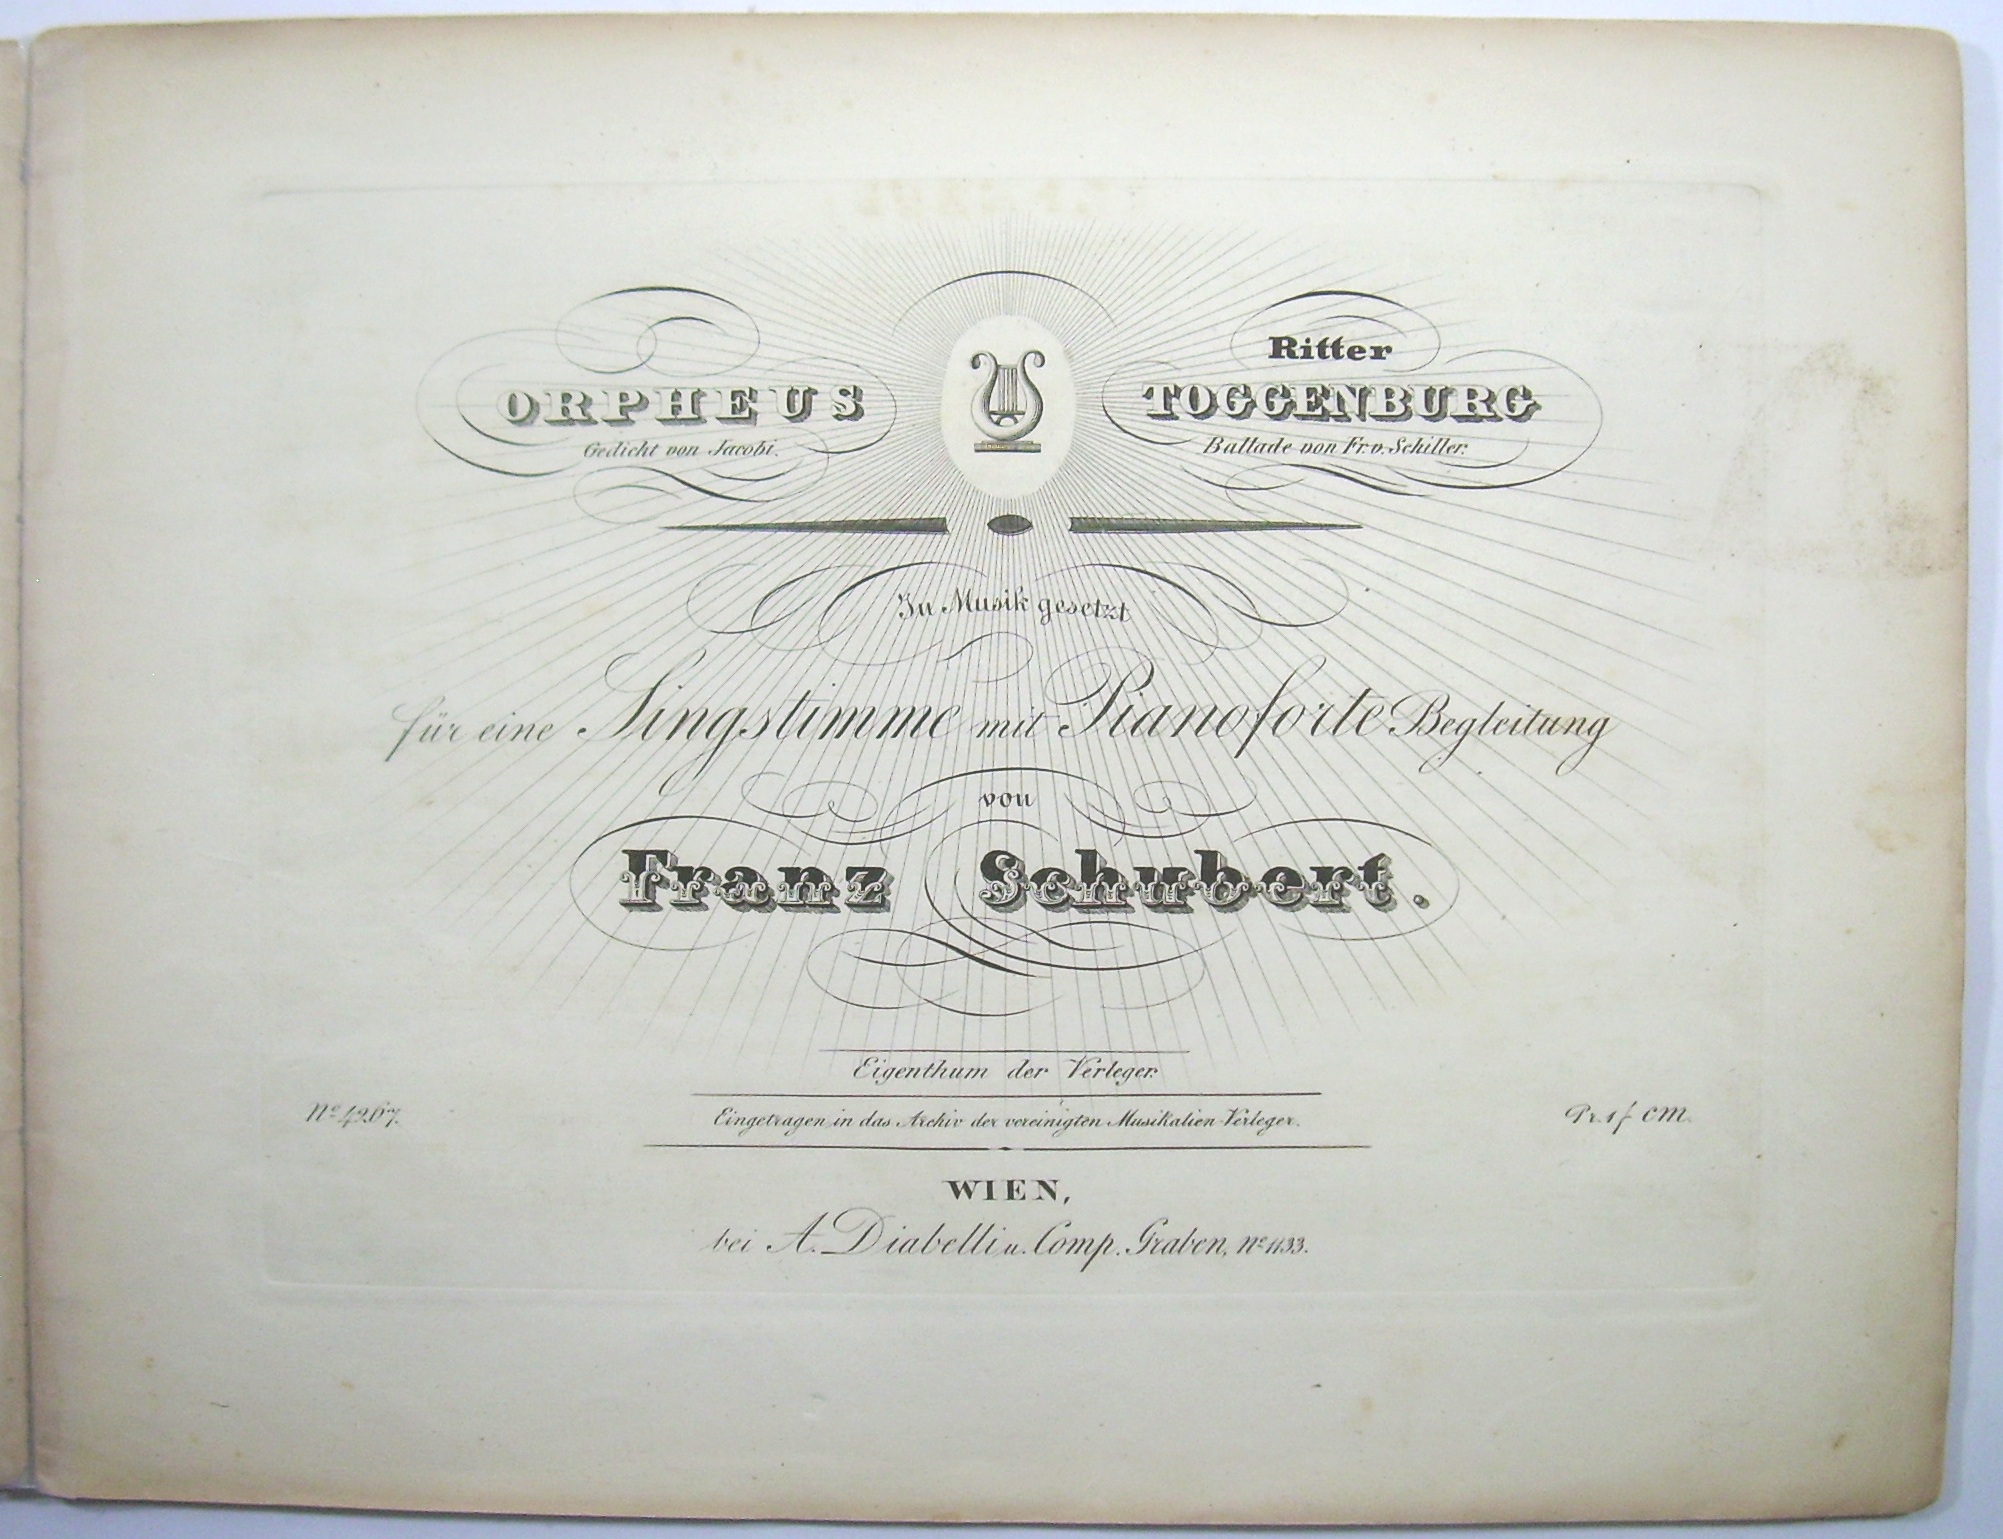 ORPHEUS
Gedicht von Jacobi.
Ritter
TOGGENBURG
Ballade von Fr. v. Schiller.
In Musik gesetzt
für eine Singstimme mit Pianoforte Begleitung
von
Franz Schubert.
Eigenthum der Verleger.
Nº 4267.
Eingetragen in das Archiv der vereinigten Musikalien-Verleger.
Pr. 1 f cm.
WIEN,
bei A. Diabelli u. Comp. Graben, Nº 1133.